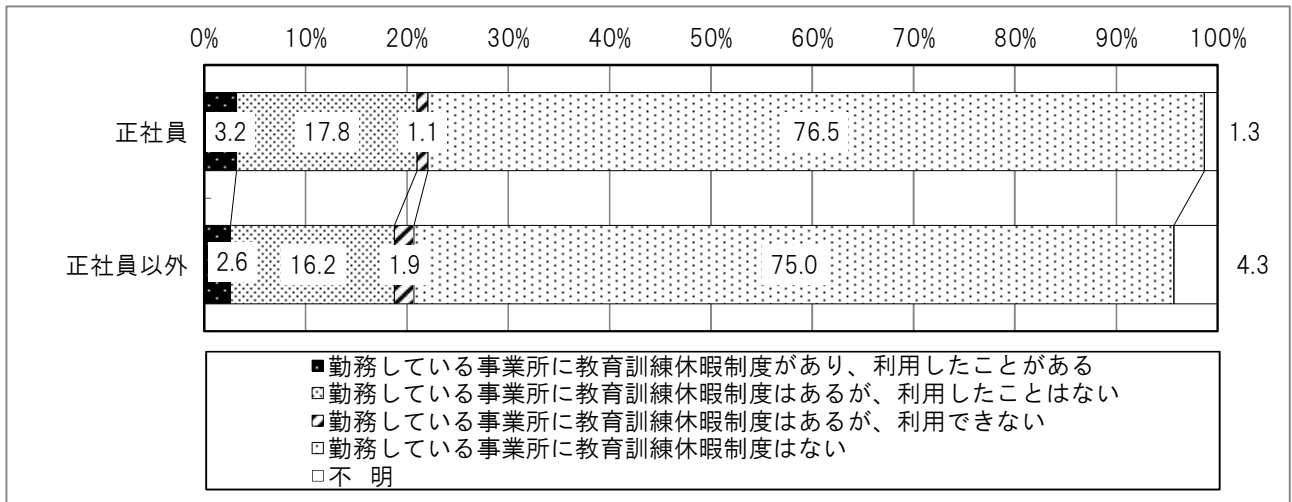 0% 10% 20% 30% 40% 50% 60% 70% 80% 90% 100%
正社員 3.2 17.8 1.1 76.5 1.3
正社員以外 2.6 16.2 1.9 75.0 4.3
勤務している事業所に教育訓練休暇制度があり、利用したことがある
勤務している事業所に教育訓練休暇制度はあるが、利用したことはない
勤務している事業所に教育訓練休暇制度はあるが、利用できない
勤務している事業所に教育訓練休暇制度はない
不 明